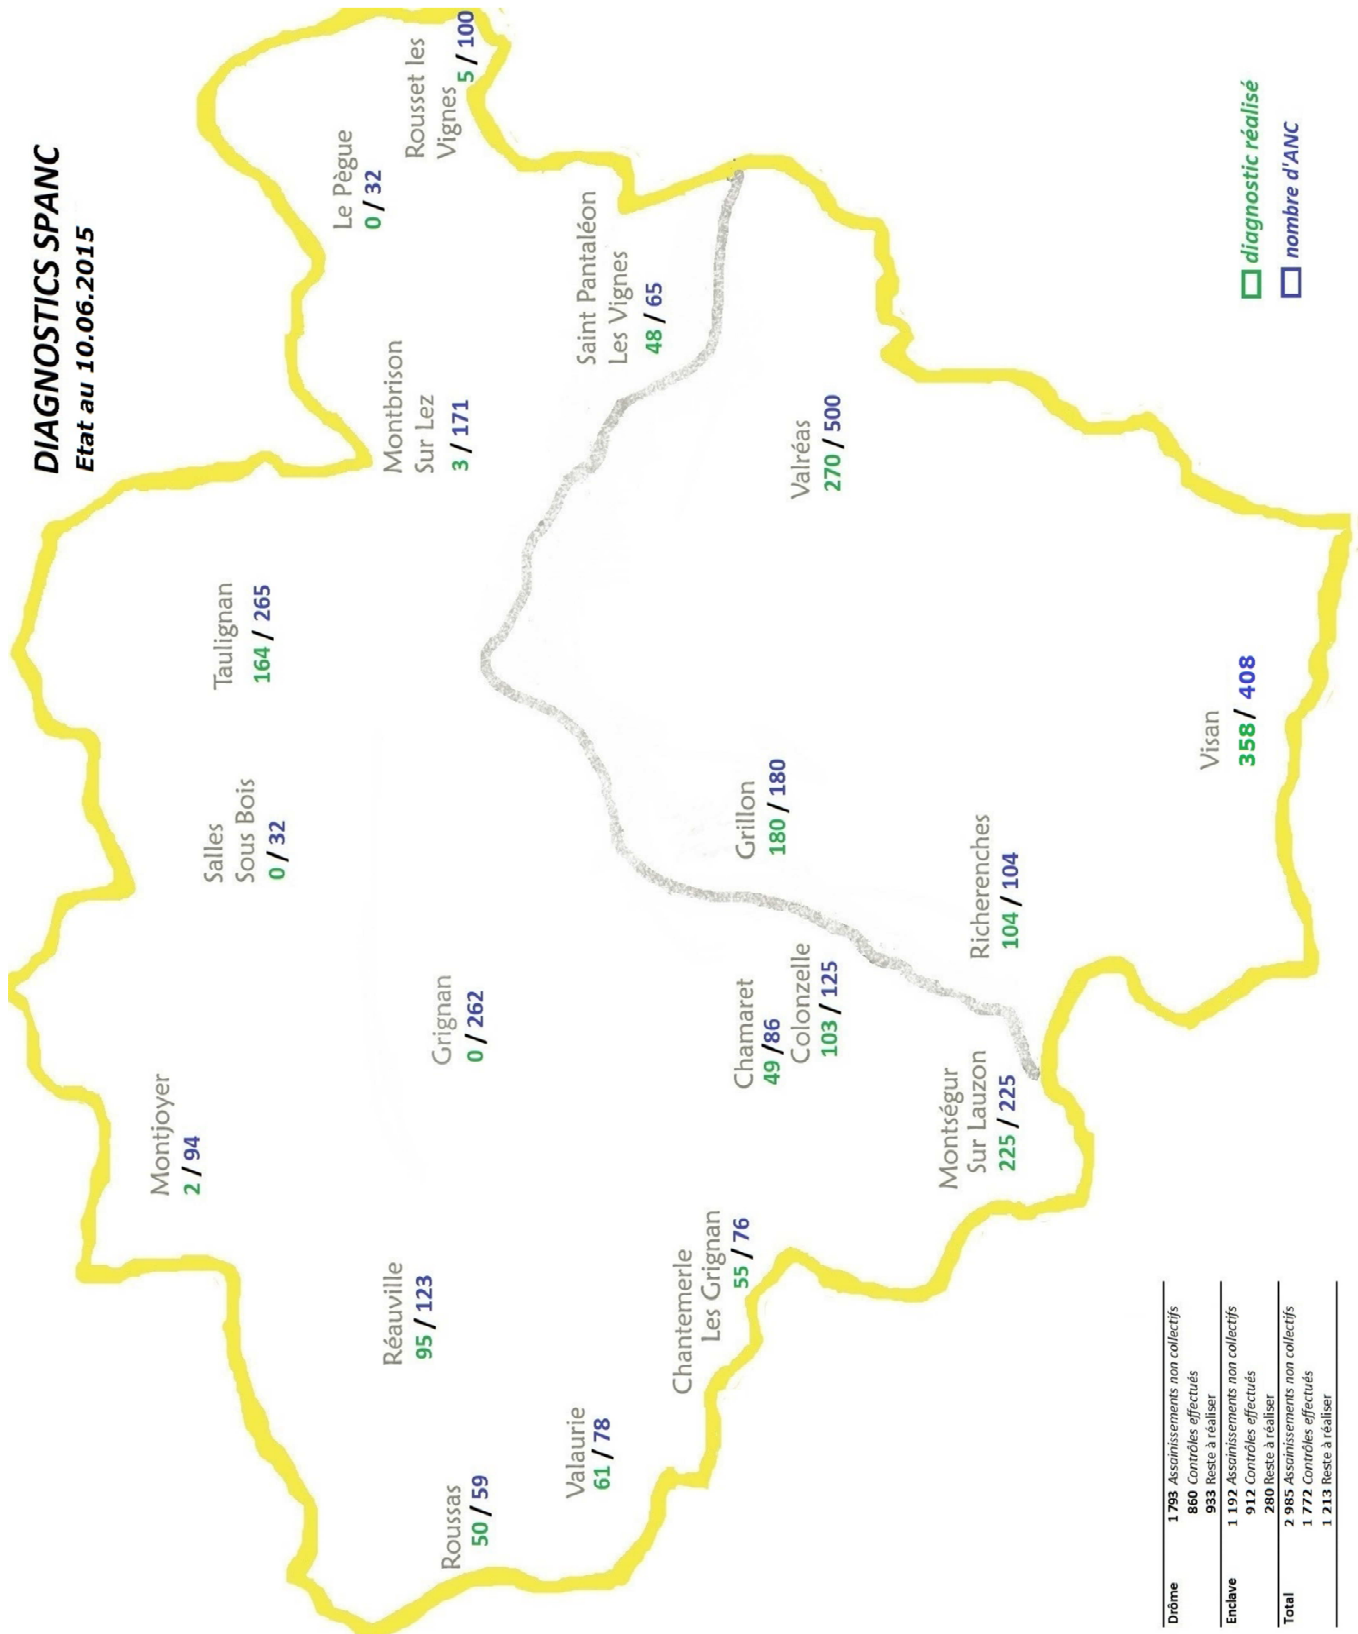 DIAGNOSTICS SPANC
Etat au 10.06.2015
Rousset les
Vignes
5 / 100
Le Pègue
0 / 32
Montbrison
Sur Lez
3 / 171
Saint Pantaléon
Les Vignes
48 / 65
Taulignan
164 / 265
Salles
Sous Bois
0 / 32
Valréas
270 / 500
Grignan
0 / 262
Montjoyer
2 / 94
Grillon
180 / 180
Visan
358 / 408
Richerenches
104 / 104
Chamaret
49 /86
Colonzelle
103 / 125
Montségur
Sur Lauzon
225 / 225
Réauville
95 / 123
Chantemerle
Les Grignan
55 / 76
Roussas
50 / 59
Valaurie
61 / 78
diagnostic réalisé
nombre d'ANC
Drôme 1 793 Assainissements non collectifs
860 Contrôles effectués
933 Reste à réaliser
Enclave 1 192 Assainissements non collectifs
912 Contrôles effectués
280 Reste à réaliser
Total 2 985 Assainissements non collectifs
1 772 Contrôles effectués
1 213 Reste à réaliser